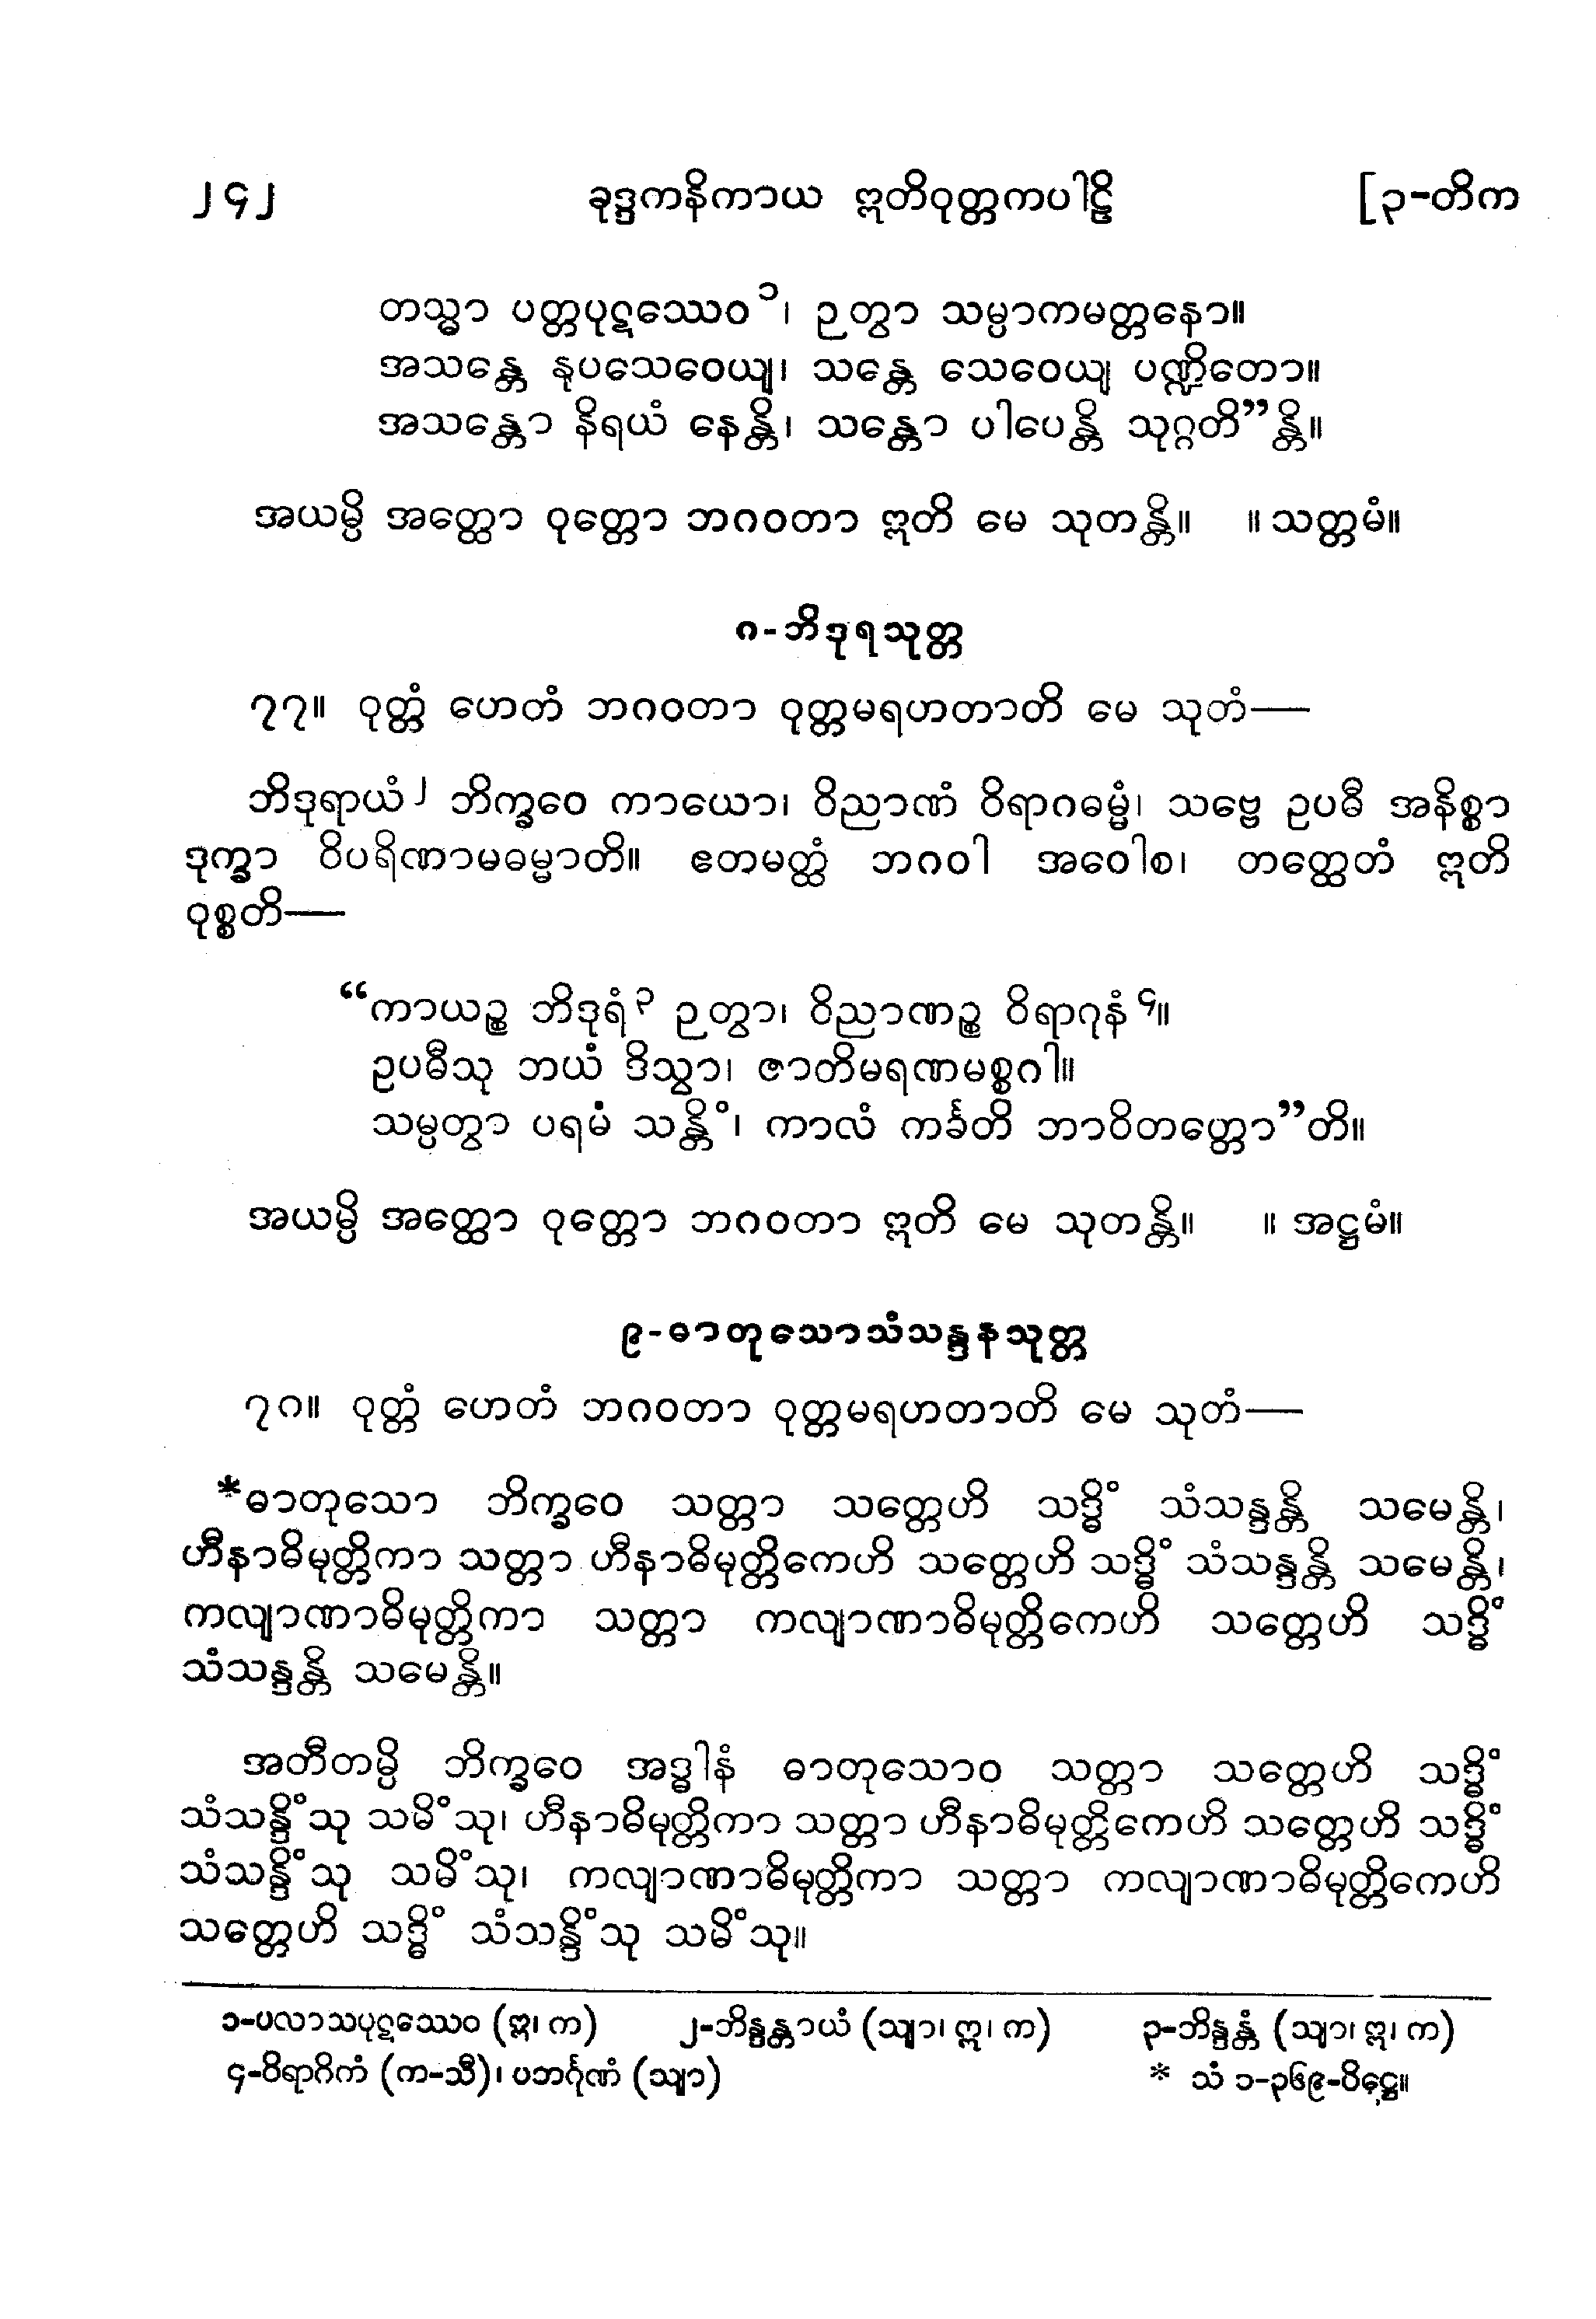 ၂၄၂ ခုဒ္ဒကနိကာယ ဣတိဝုတ္တကပါဠိ [၃-တိက
တသ္မာ ပတ္တပုဋဿေဝ၁၊ ဉတွာ သမ္ပာကမတ္တနော။
အသန္တေ နုပသေဝေယျ၊ သန္တေ သေဝေယျ ပဏ္ဍိတော။
အသန္တော နိရယံ နေန္တိ၊ သန္တော ပါပေန္တိ သုဂ္ဂတိ”န္တိ။
အယမ္ပိ အတ္ထော ဝုတ္တော ဘဂဝတာ ဣတိ မေ သုတန္တိ။ ။ သတ္တမံ။
၈-ဘိဒုရသုတ္တ
၇၇။ ဝုတ္တံ ဟေတံ ဘဂဝတာ ဝုတ္တမရဟတာတိ မေ သုတံ—
ဘိဒုရာယံ၂ ဘိက္ခဝေ ကာယော၊ ဝိညာဏံ ဝိရာဂဓမ္မံ၊ သဗ္ဗေ ဥပဓီ အနိစ္စာ
ဒုက္ခာ ဝိပရိဏာမဓမ္မာတိ။ ဧတမတ္ထံ ဘဂဝါ အဝေါစ၊ တတ္ထေတံ ဣတိ
ဝုစ္စတိ—
“ကာယဉ္စ ဘိဒုရံ၃ ဉတွာ၊ ဝိညာဏဉ္စ ဝိရာဂုနံ၄။
ဥပဓီသု ဘယံ ဒိသွာ၊ ဇာတိမရဏမစ္စဂါ။
သမ္ပတွာ ပရမံ သန္တိံ၊ ကာလံ ကင်္ခတိ ဘာဝိတတ္တော”တိ။
အယမ္ပိ အတ္ထော ဝုတ္တော ဘဂဝတာ ဣတိ မေ သုတန္တိ။ ။ အဋ္ဌမံ။
၉-ဓာတုသောသံသန္ဒနသုတ္တ
၇၈။ ဝုတ္တံ ဟေတံ ဘဂဝတာ ဝုတ္တမရဟတာတိ မေ သုတံ—
*ဓာတုသော ဘိက္ခဝေ သတ္တာ သတ္တေဟိ သဒ္ဓိံ သံသန္ဒန္တိ သမေန္တိ၊
ဟီနာဓိမုတ္တိကာ သတ္တာ ဟီနာဓိမုတ္တိကေဟိ သတ္တေဟိ သဒ္ဓိံ သံသန္ဒန္တိ သမေန္တိ၊
ကလျာဏာဓိမုတ္တိကာ သတ္တာ ကလျာဏာဓိမုတ္တိကေဟိ သတ္တေဟိ သဒ္ဓိံ
သံသန္ဒန္တိ သမေန္တိ။
အတီတမ္ပိ ဘိက္ခဝေ အဒ္ဓါနံ ဓာတုသောဝ သတ္တာ သတ္တေဟိ သဒ္ဓိံ
သံသန္ဒိံသု သမိံသု၊ ဟီနာဓိမုတ္တိကာ သတ္တာ ဟီနာဓိမုတ္တိကေဟိ သတ္တေဟိ သဒ္ဓိံ
သံသန္ဒိံသု သမိံသု၊ ကလျာဏာဓိမုတ္တိကာ သတ္တာ ကလျာဏာဓိမုတ္တိကေဟိ
သတ္တေဟိ သဒ္ဓိံ သံသန္ဒိံသု သမိံသု။
၁-ပလာသပုဋဿေဝ (ဣ၊ က) ၂-ဘိန္ဒန္တာယံ (သျာ၊ ဣ၊ က) ၃-ဘိန္ဒန္တံ (သျာ၊ ဣ၊ က)
၄-ဝိရာဂိကံ (က-သီ)၊ ပဘင်္ဂုဏံ (သျာ) * သံ ၁-၃၆၉-ပိဋ္ဌေ။